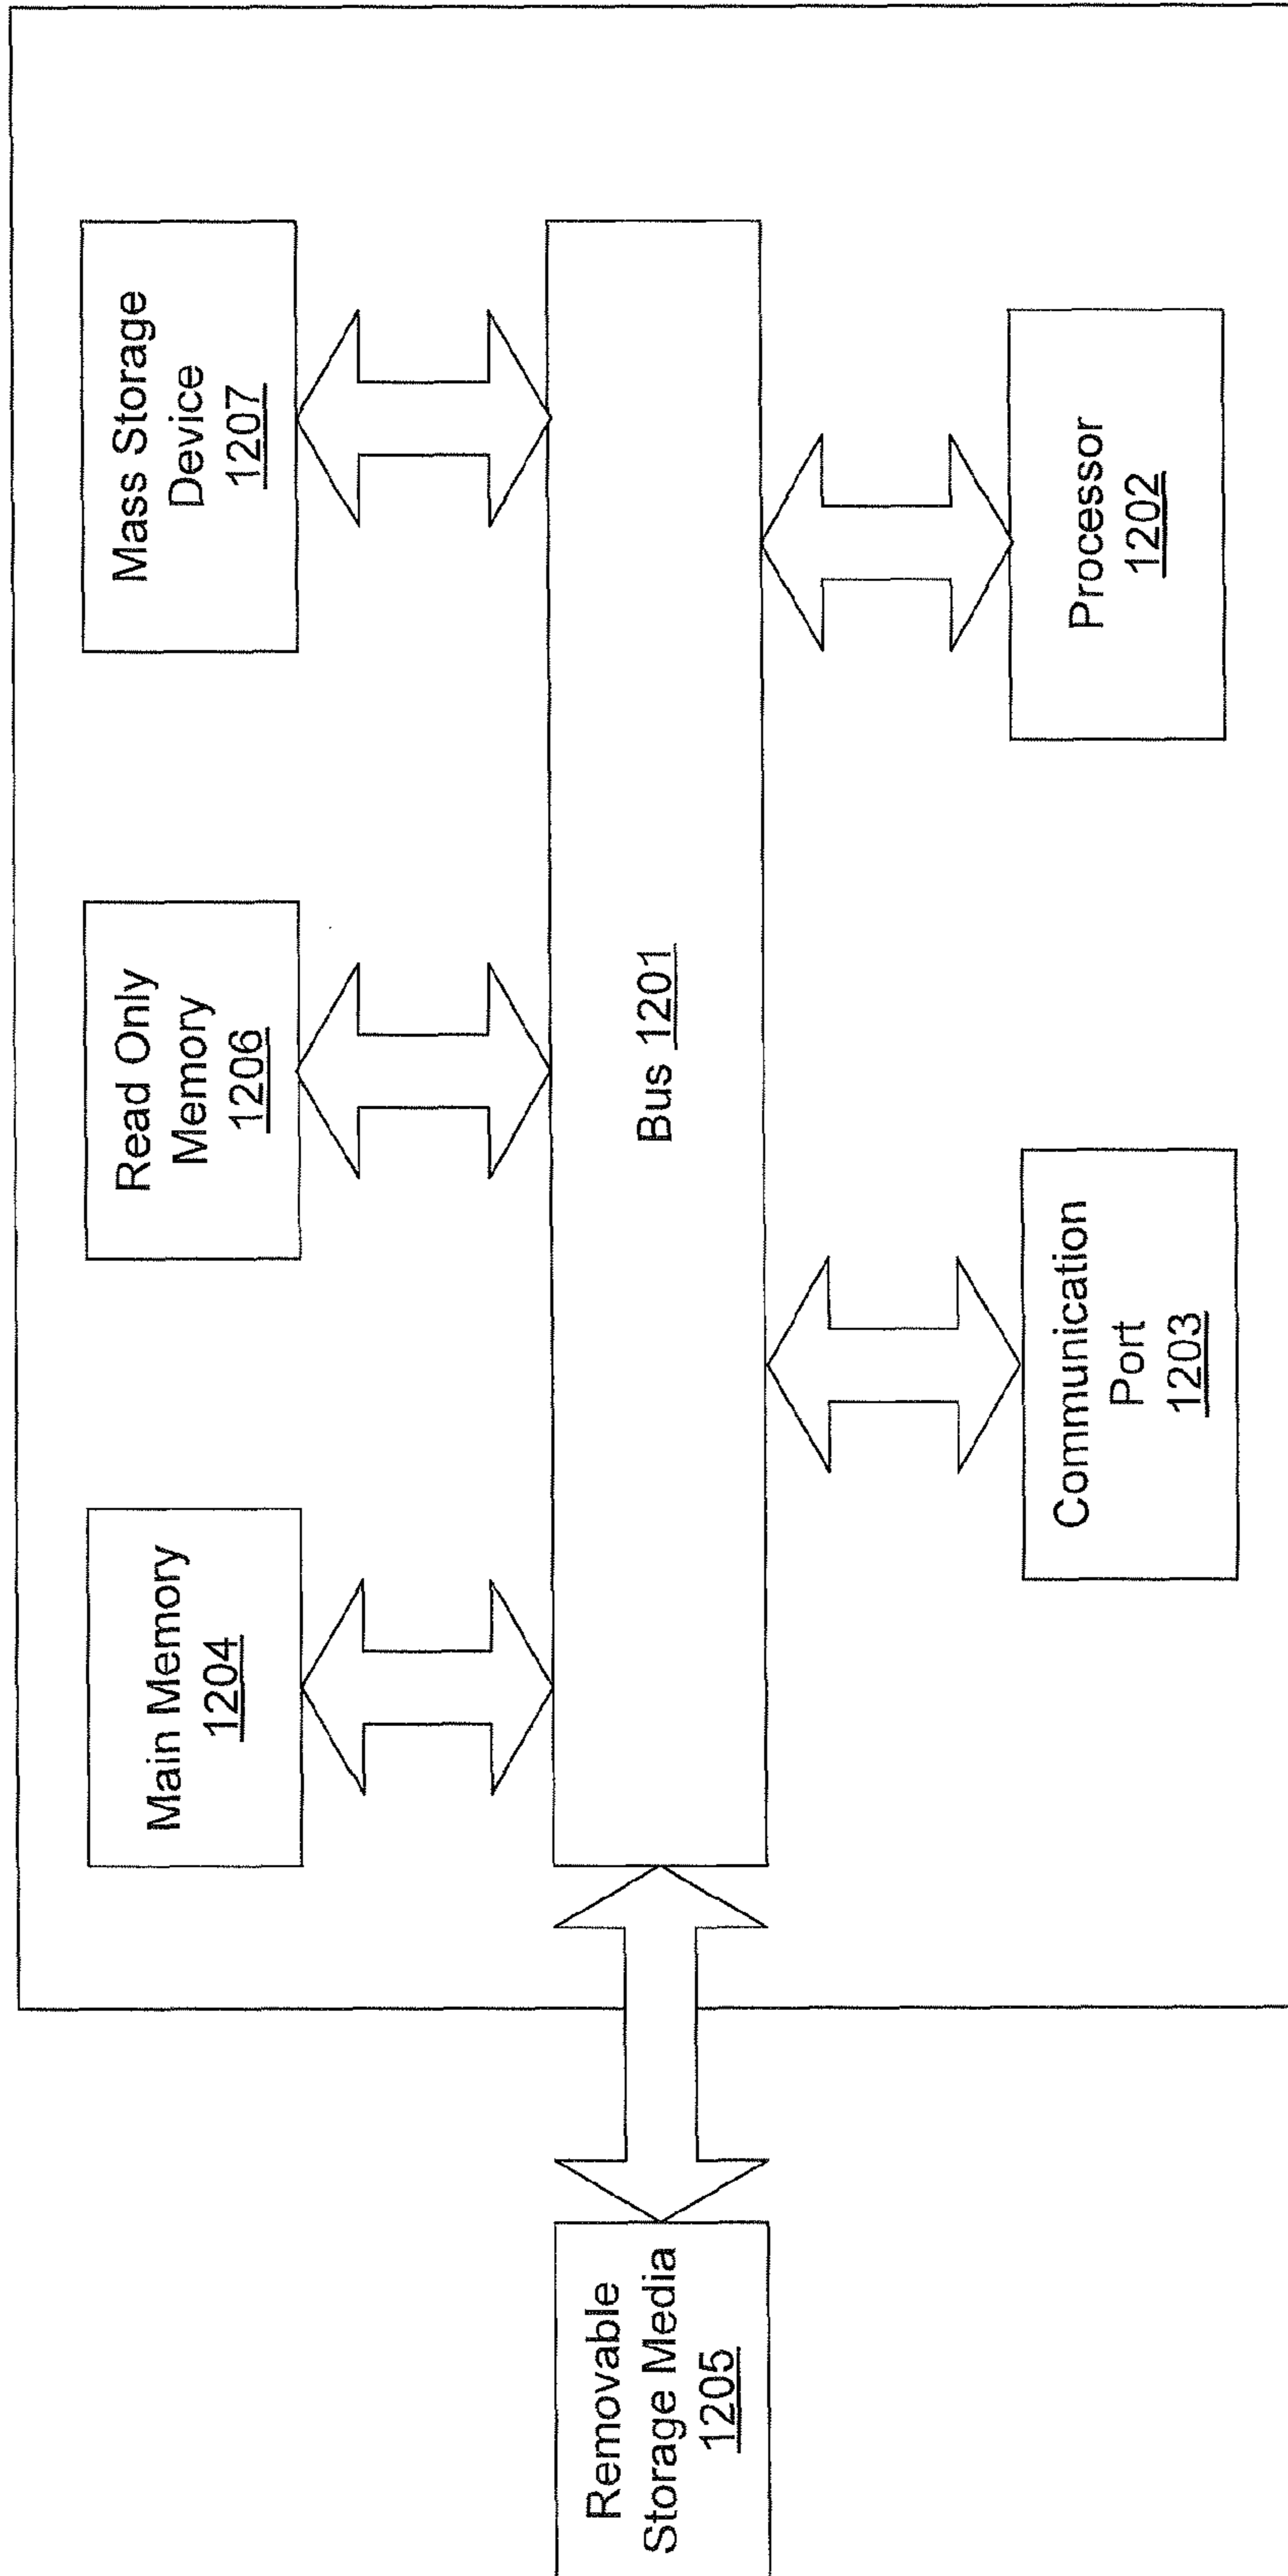 Main Memory
1204
Read Only
Memory
1206
Mass Storage
Device
1207
Removable
Storage Media
1205
Bus 1201
Communication
Port
1203
Processor
1202